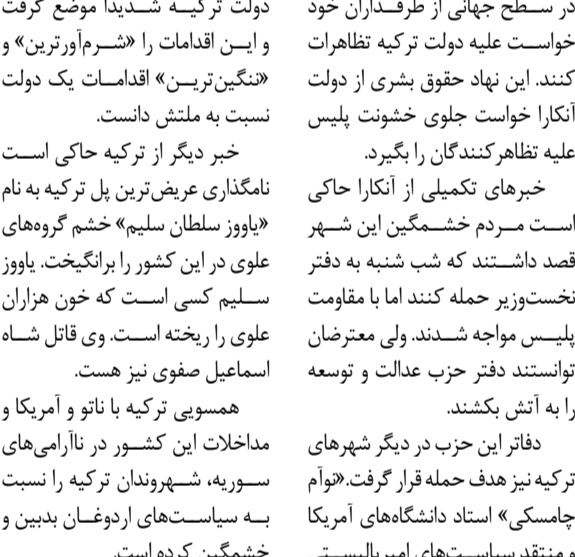 در سطح جهانی از طرفداران خود
خواست علیه دولت ترکیه تظاهرات
کنند. این نهاد حقوق بشری از دولت
آنکارا خواست جلوی خشونت پلیس
علیه تظاهرکنندگان را بگیرد.
خبرهای تکمیلی از آنکارا حاکی
است مردم خشمگین این شهر
قصد داشتند که شب شنبه به دفتر
نخست‌وزیر حمله کنند اما با مقاومت
پلیس مواجه شدند. ولی معترضان
توانستند دفتر حزب عدالت و توسعه
را به آتش بکشند.
دفاتر این حزب در دیگر شهرهای
ترکیه نیز هدف حمله قرار گرفت.«نوآم
چامسکی» استاد دانشگاه‌های آمریکا
و منتقد سیاست‌های امپریالیستی
دولت ترکیه شدیدا موضع گرفت
و این اقدامات را «شرم‌آورترین» و
«ننگین‌ترین» اقدامات یک دولت
نسبت به ملتش دانست.
خبر دیگر از ترکیه حاکی است
نامگذاری عریض‌ترین پل ترکیه به نام
«یاووز سلطان سلیم» خشم گروه‌های
علوی در این کشور را برانگیخت. یاووز
سلیم کسی است که خون هزاران
علوی را ریخته است. وی قاتل شاه
اسماعیل صفوی نیز هست.
همسویی ترکیه با ناتو و آمریکا و
مداخلات این کشور در ناآرامی‌های
سوریه، شهروندان ترکیه را نسبت
به سیاست‌های اردوغان بدبین و
خشمگین کرده است.